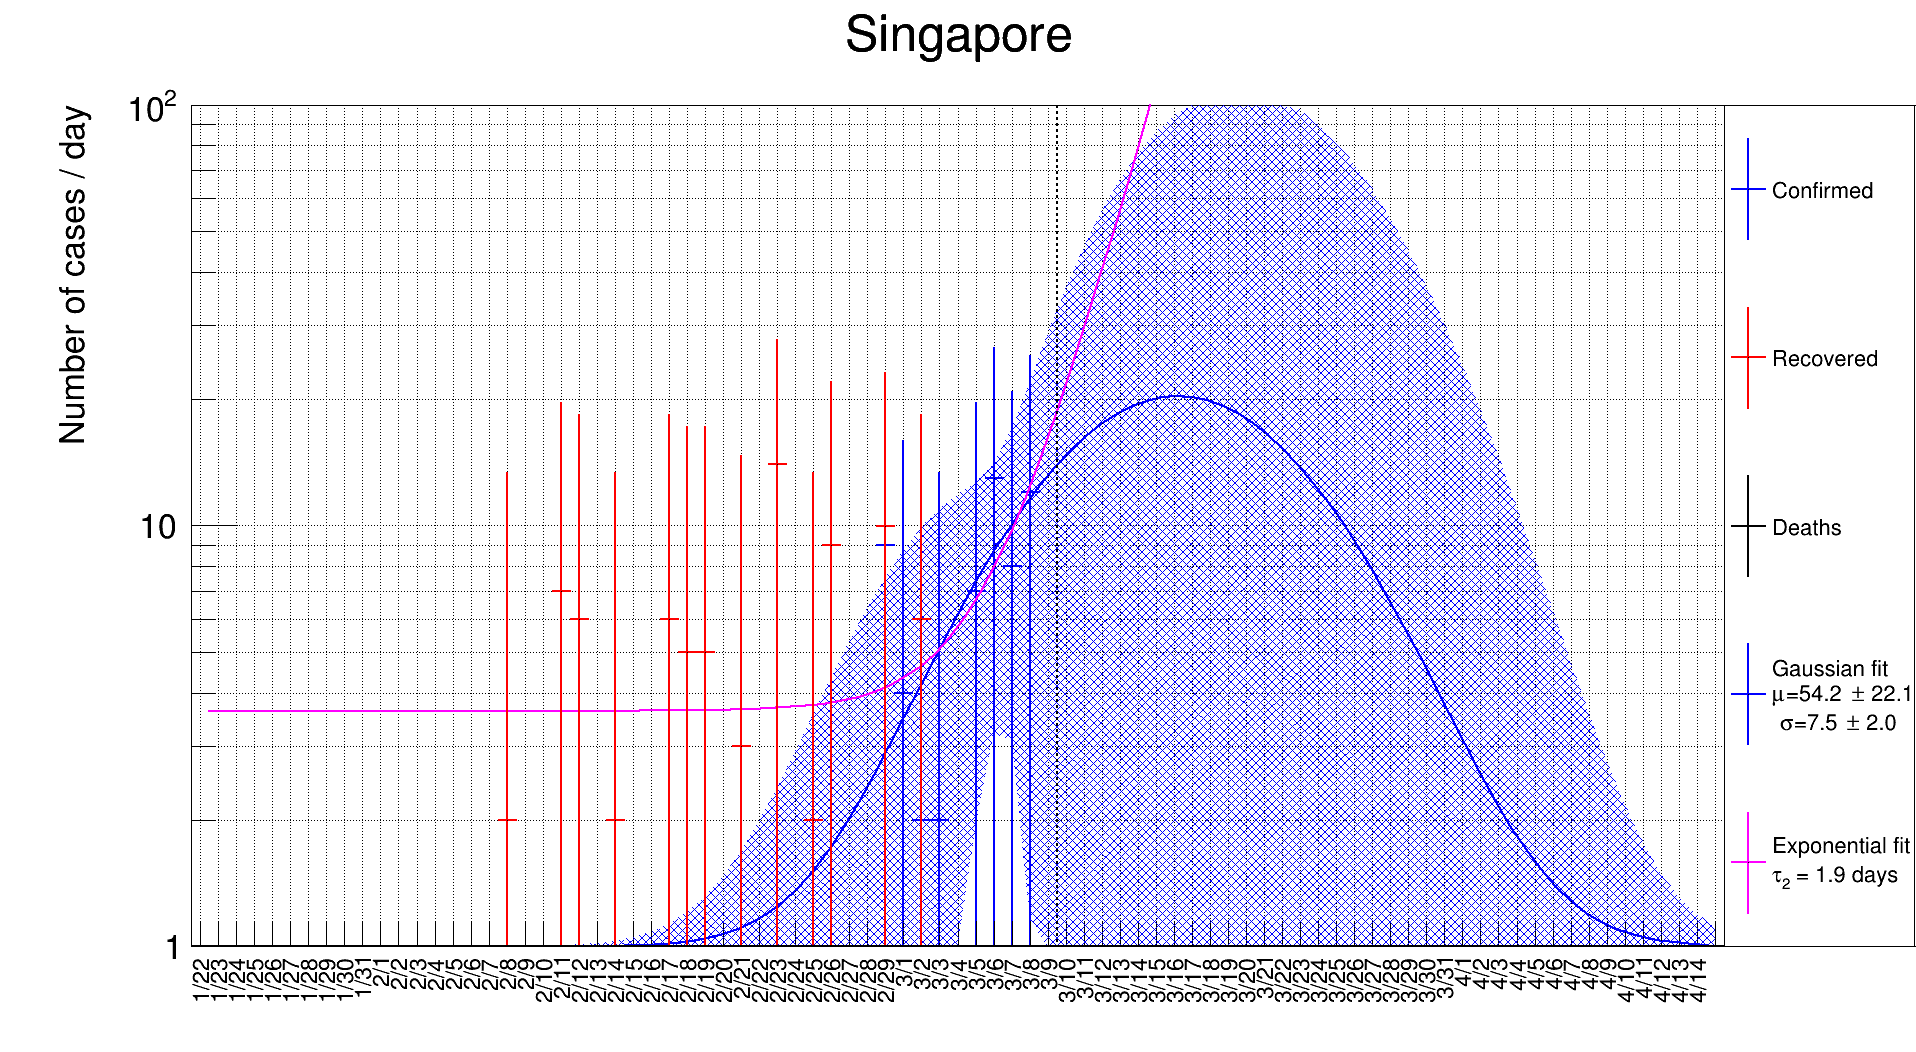 Singapore
Number of cases / day
10²
10
1
1/22 1/23 1/24 1/25 1/26 1/27 1/28 1/29 1/30 1/31 2/1 2/2 2/3 2/4 2/5 2/6 2/7 2/8 2/9 2/10 2/11 2/12 2/13 2/14 2/15 2/16 2/17 2/18 2/19 2/20 2/21 2/22 2/23 2/24 2/25 2/26 2/27 2/28 2/29 3/1 3/2 3/3 3/4 3/5 3/6 3/7 3/8 3/9 3/10 3/11 3/12 3/13 3/14 3/15 3/16 3/17 3/18 3/19 3/20 3/21 3/22 3/23 3/24 3/25 3/26 3/27 3/28 3/29 3/30 3/31 4/1 4/2 4/3 4/4 4/5 4/6 4/7 4/8 4/9 4/10 4/11 4/12 4/13 4/14
Confirmed
Recovered
Deaths
Gaussian fit
μ=54.2 ± 22.1
σ=7.5 ± 2.0
Exponential fit
τ₂ = 1.9 days